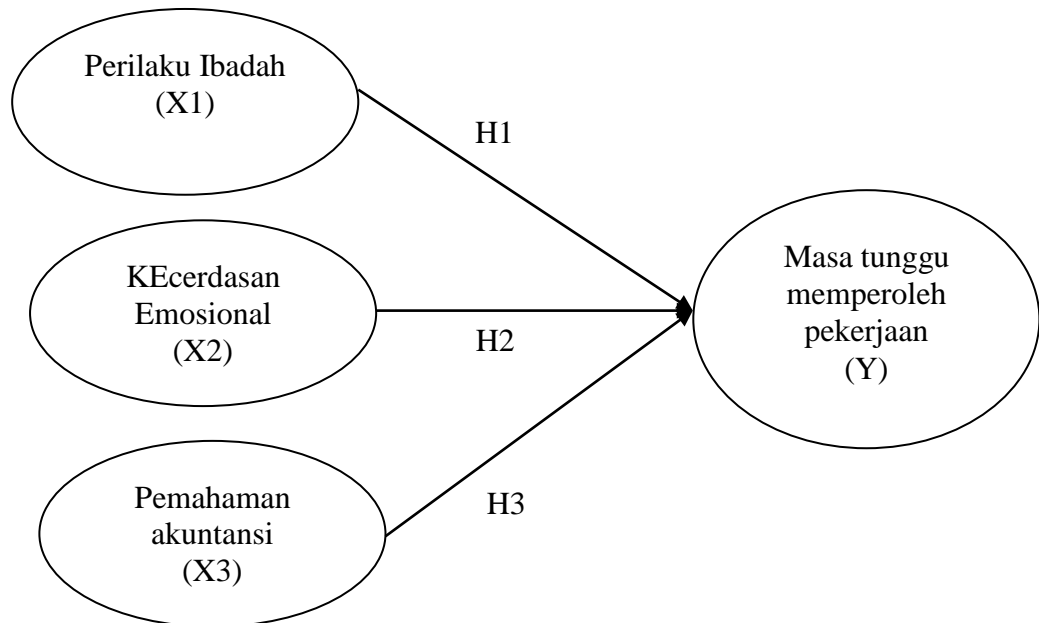 Perilaku Ibadah
(X1)
H1
KEcerdasan
Emosional
(X2)
H2
Masa tunggu
memperoleh
pekerjaan
(Y)
Pemahaman
akuntansi
(X3)
H3